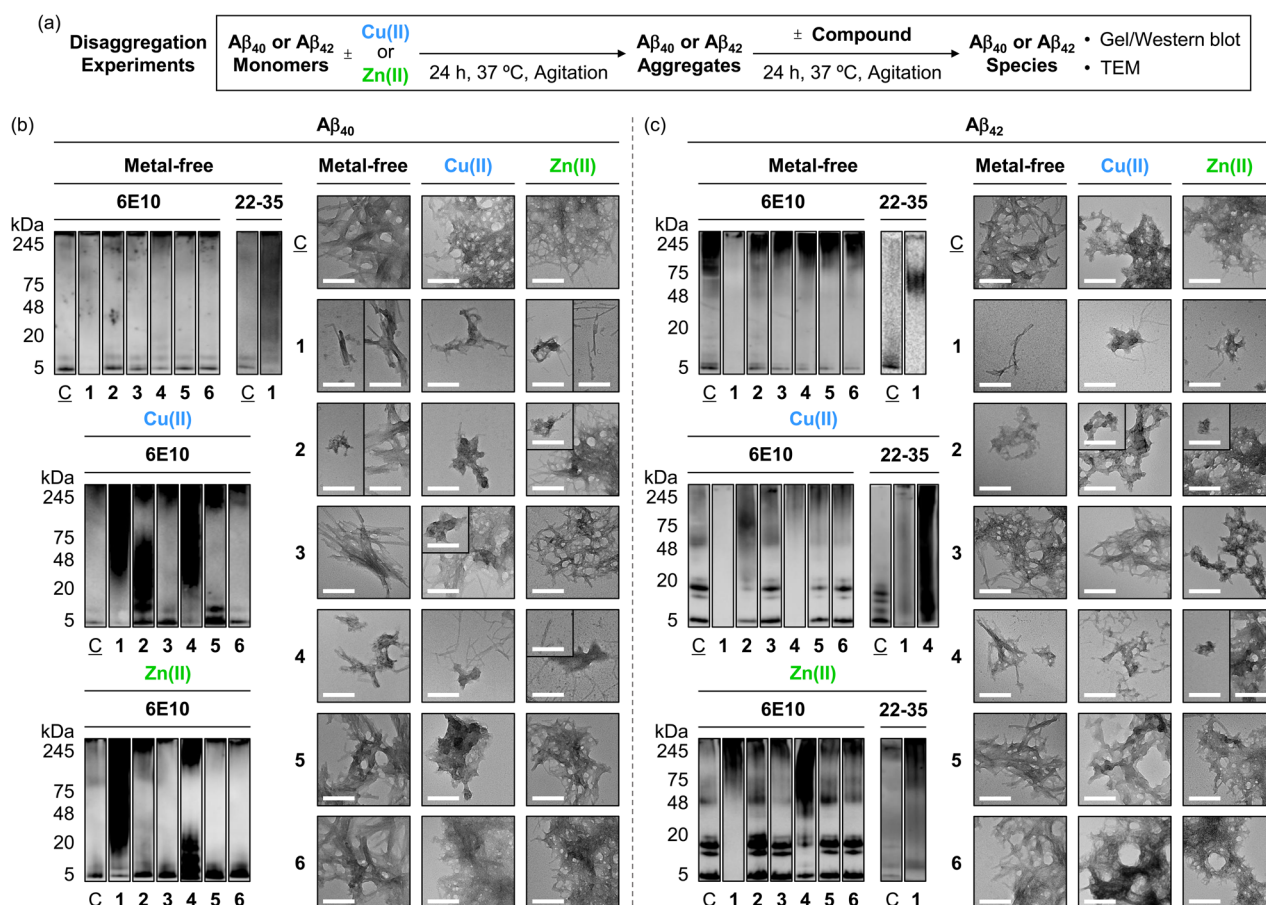 (a)
Disaggregation
Experiments
Aβ40 or Aβ42
Monomers
±
Cu(II)
or
Zn(II)
24 h, 37 ºC, Agitation
Aβ40 or Aβ42
Aggregates
± Compound
24 h, 37 ºC, Agitation
Aβ40 or Aβ42
Species
• Gel/Western blot
• TEM
(b)
Aβ40
Metal-free
6E10 22-35
kDa
245
75
48
20
5
C 1 2 3 4 5 6 C 1
Cu(II)
6E10
kDa
245
75
48
20
5
C 1 2 3 4 5 6
Zn(II)
6E10
kDa
245
75
48
20
5
C 1 2 3 4 5 6
Metal-free Cu(II) Zn(II)
C
1
2
3
4
5
6
(c)
Aβ42
Metal-free
6E10 22-35
kDa
245
75
48
20
5
C 1 2 3 4 5 6 C 1
Cu(II)
6E10 22-35
kDa
245
75
48
20
5
C 1 2 3 4 5 6 C 1 4
Zn(II)
6E10 22-35
kDa
245
75
48
20
5
C 1 2 3 4 5 6 C 1
Metal-free Cu(II) Zn(II)
C
1
2
3
4
5
6